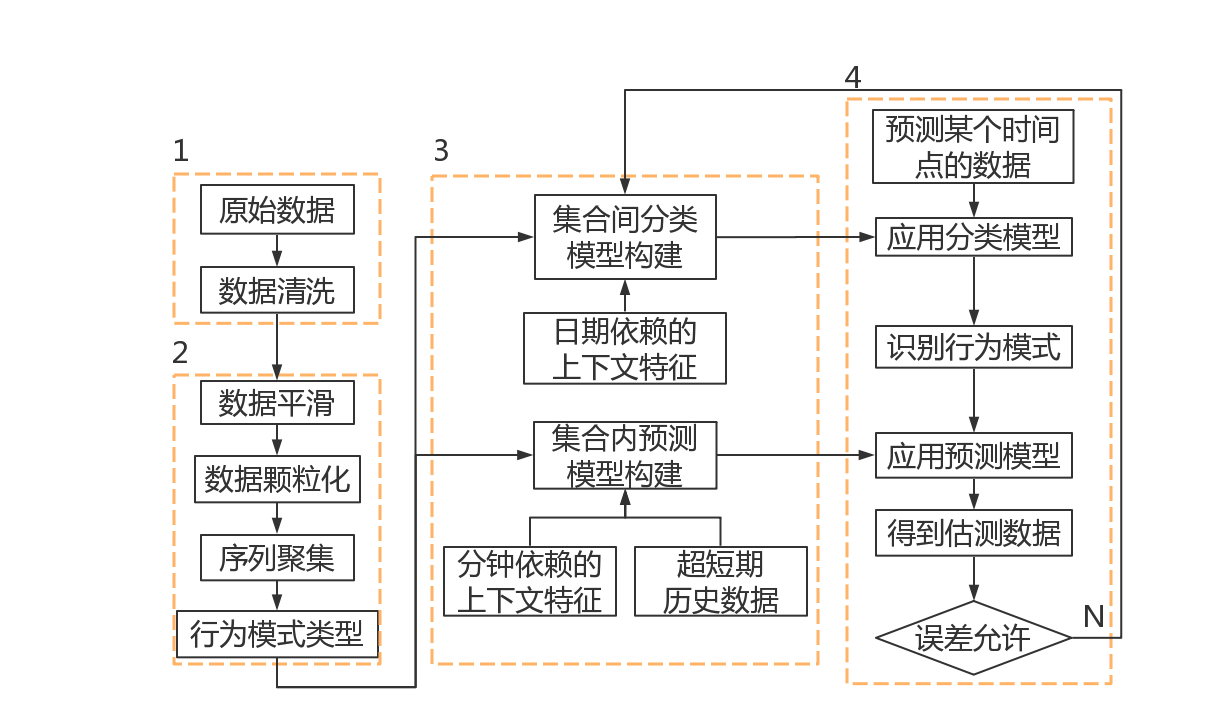 1
原始数据
数据清洗
2
数据平滑
数据颗粒化
序列聚集
行为模式类型
3
集合间分类
模型构建
日期依赖的
上下文特征
集合内预测
模型构建
分钟依赖的
上下文特征
超短期
历史数据
4
预测某个时间
点的数据
应用分类模型
识别行为模式
应用预测模型
得到估测数据
误差允许
N